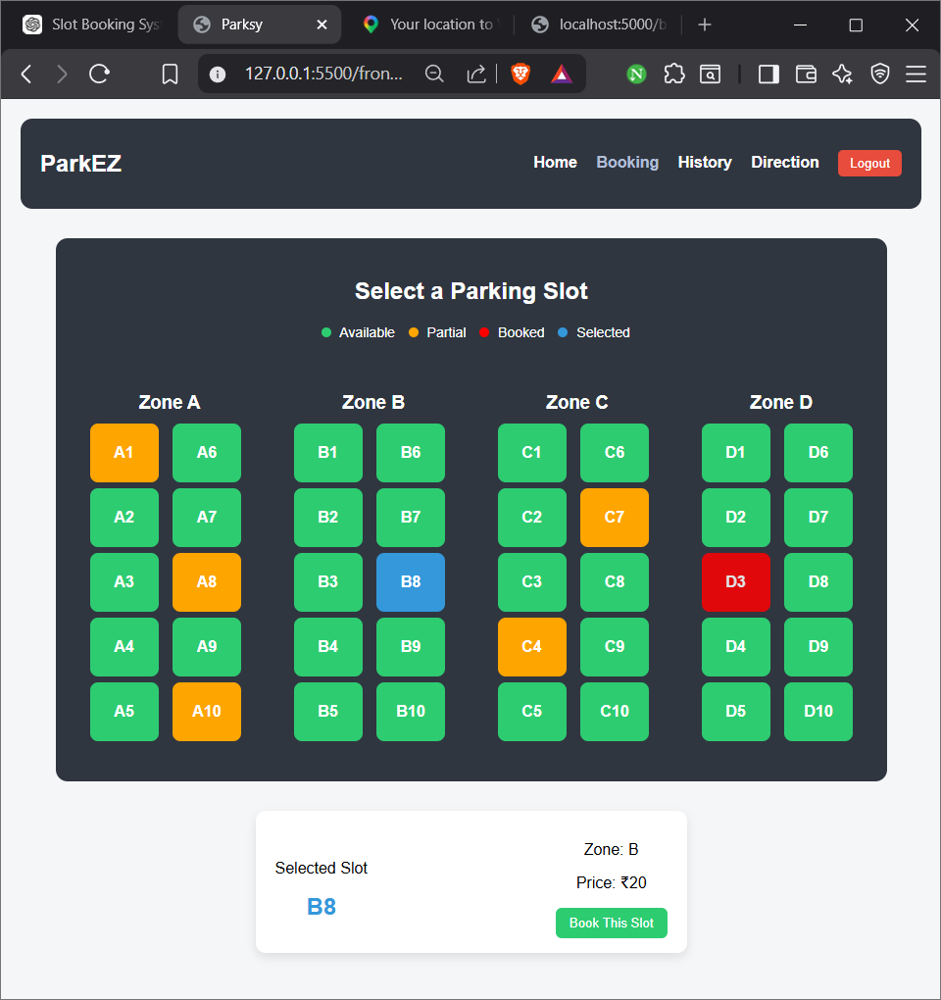 Slot Booking Sys
Parksy
Your location to
localhost:5000/b
127.0.0.1:5500/fron...
N
ParkEZ
Home Booking History Direction Logout
Select a Parking Slot
Available Partial Booked Selected
Zone A Zone B Zone C Zone D
A1 A6 B1 B6 C1 C6 D1 D6
A2 A7 B2 B7 C2 C7 D2 D7
A3 A8 B3 B8 C3 C8 D3 D8
A4 A9 B4 B9 C4 C9 D4 D9
A5 A10 B5 B10 C5 C10 D5 D10
Selected Slot
B8
Zone: B
Price: ₹20
Book This Slot